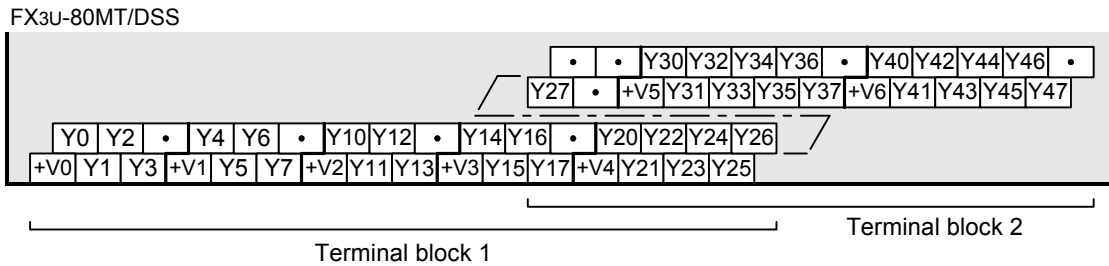 FX3U-80MT/DSS
• • Y30 Y32 Y34 Y36 • Y40 Y42 Y44 Y46 •
Y27 • +V5 Y31 Y33 Y35 Y37 +V6 Y41 Y43 Y45 Y47
Y0 Y2 • Y4 Y6 • Y10 Y12 • Y14 Y16 • Y20 Y22 Y24 Y26
+V0 Y1 Y3 +V1 Y5 Y7 +V2 Y11 Y13 +V3 Y15 Y17 +V4 Y21 Y23 Y25
Terminal block 2
Terminal block 1